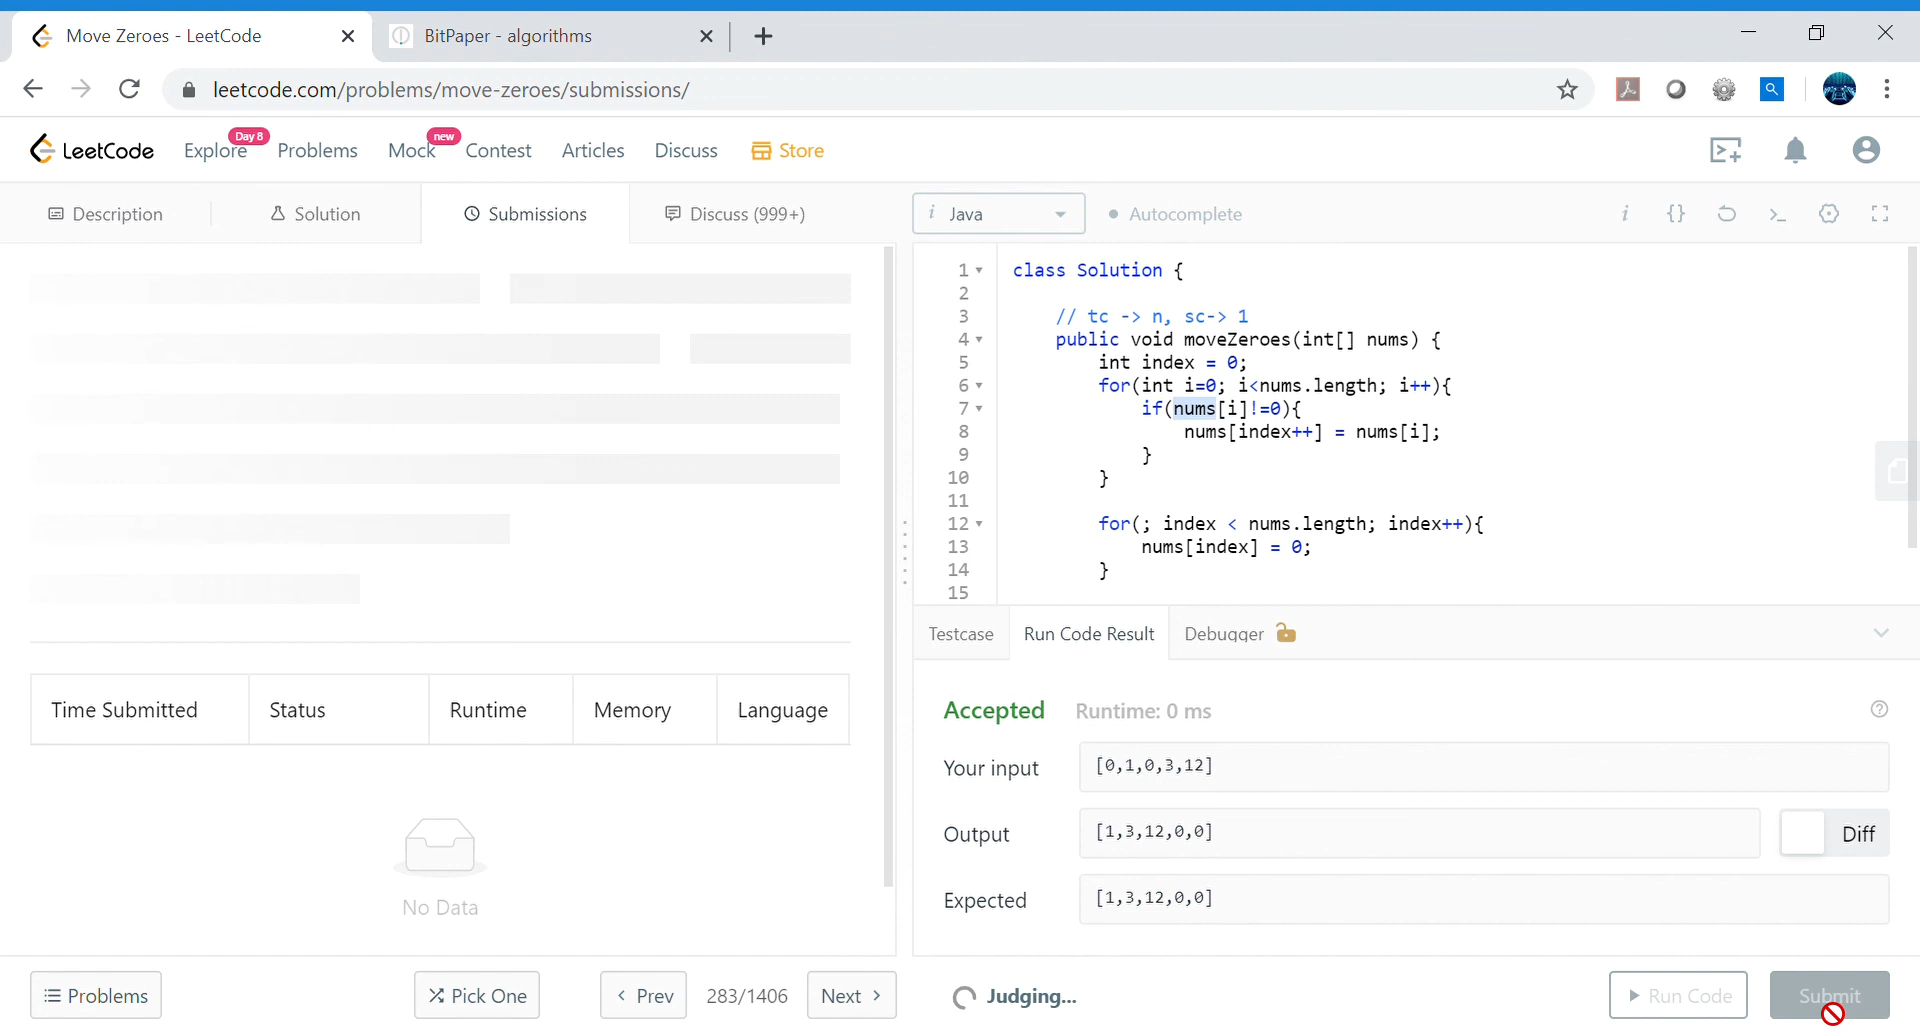 Move Zeroes - LeetCode
BitPaper - algorithms
leetcode.com/problems/move-zeroes/submissions/
LeetCode
Explore
Day 8
Problems
Mock
new
Contest
Articles
Discuss
Store
Description
Solution
Submissions
Discuss (999+)
i Java
Autocomplete
1 class Solution {
2
3 // tc -> n, sc-> 1
4 public void moveZeroes(int[] nums) {
5 int index = 0;
6 for(int i=0; i<nums.length; i++){
7 if(nums[i]!=0){
8 nums[index++] = nums[i];
9 }
10 }
11
12 for(; index < nums.length; index++){
13 nums[index] = 0;
14 }
15
Testcase
Run Code Result
Debugger
Accepted
Runtime: 0 ms
Your input
[0,1,0,3,12]
Output
[1,3,12,0,0]
Diff
Expected
[1,3,12,0,0]
Time Submitted
Status
Runtime
Memory
Language
No Data
Problems
Pick One
Prev
283/1406
Next
Judging...
Run Code
Submit